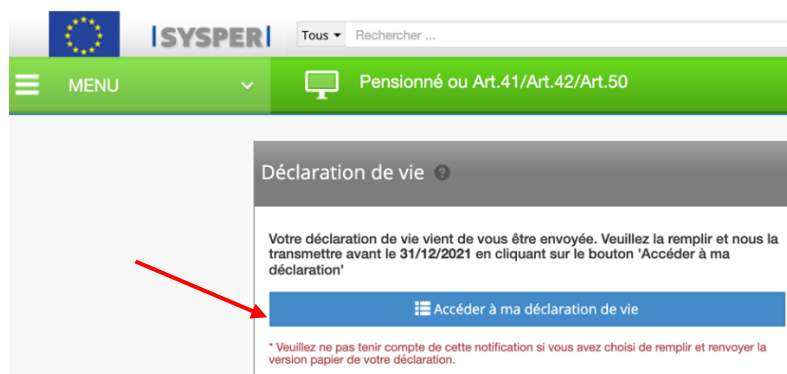 SYSPER
Tous
Rechercher ...
MENU
Pensionné ou Art.41/Art.42/Art.50
Déclaration de vie ?
Votre déclaration de vie vient de vous être envoyée. Veuillez la remplir et nous la
transmettre avant le 31/12/2021 en cliquant sur le bouton 'Accéder à ma
déclaration'
Accéder à ma déclaration de vie
* Veuillez ne pas tenir compte de cette notification si vous avez choisi de remplir et renvoyer la
version papier de votre déclaration.